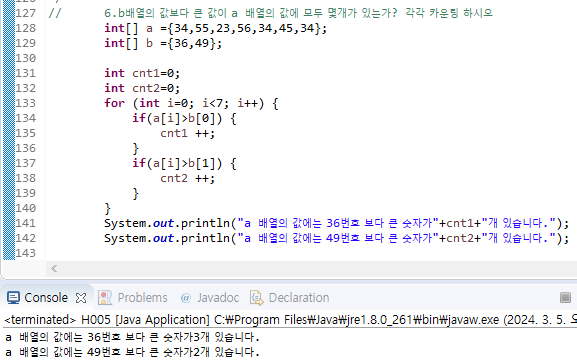 127 // 6.b배열의 값보다 큰 값이 a 배열의 값에 모두 몇개가 있는가? 각각 카운팅 하시오
128 int[] a ={34,55,23,56,34,45,34};
129 int[] b ={36,49};
130
131 int cnt1=0;
132 int cnt2=0;
133 for (int i=0; i<7; i++) {
134 if(a[i]>b[0]) {
135 cnt1 ++;
136 }
137 if(a[i]>b[1]) {
138 cnt2 ++;
139 }
140 }
141 System.out.println("a 배열의 값에는 36번호 보다 큰 숫자가"+cnt1+"개 있습니다.");
142 System.out.println("a 배열의 값에는 49번호 보다 큰 숫자가"+cnt2+"개 있습니다.");
143
Console Problems @ Javadoc Declaration
<terminated> H005 [Java Application] C:₩Program Files₩Java₩jre1.8.0_261₩bin₩javaw.exe (2024. 3. 5.
a 배열의 값에는 36번호 보다 큰 숫자가3개 있습니다.
a 배열의 값에는 49번호 보다 큰 숫자가2개 있습니다.